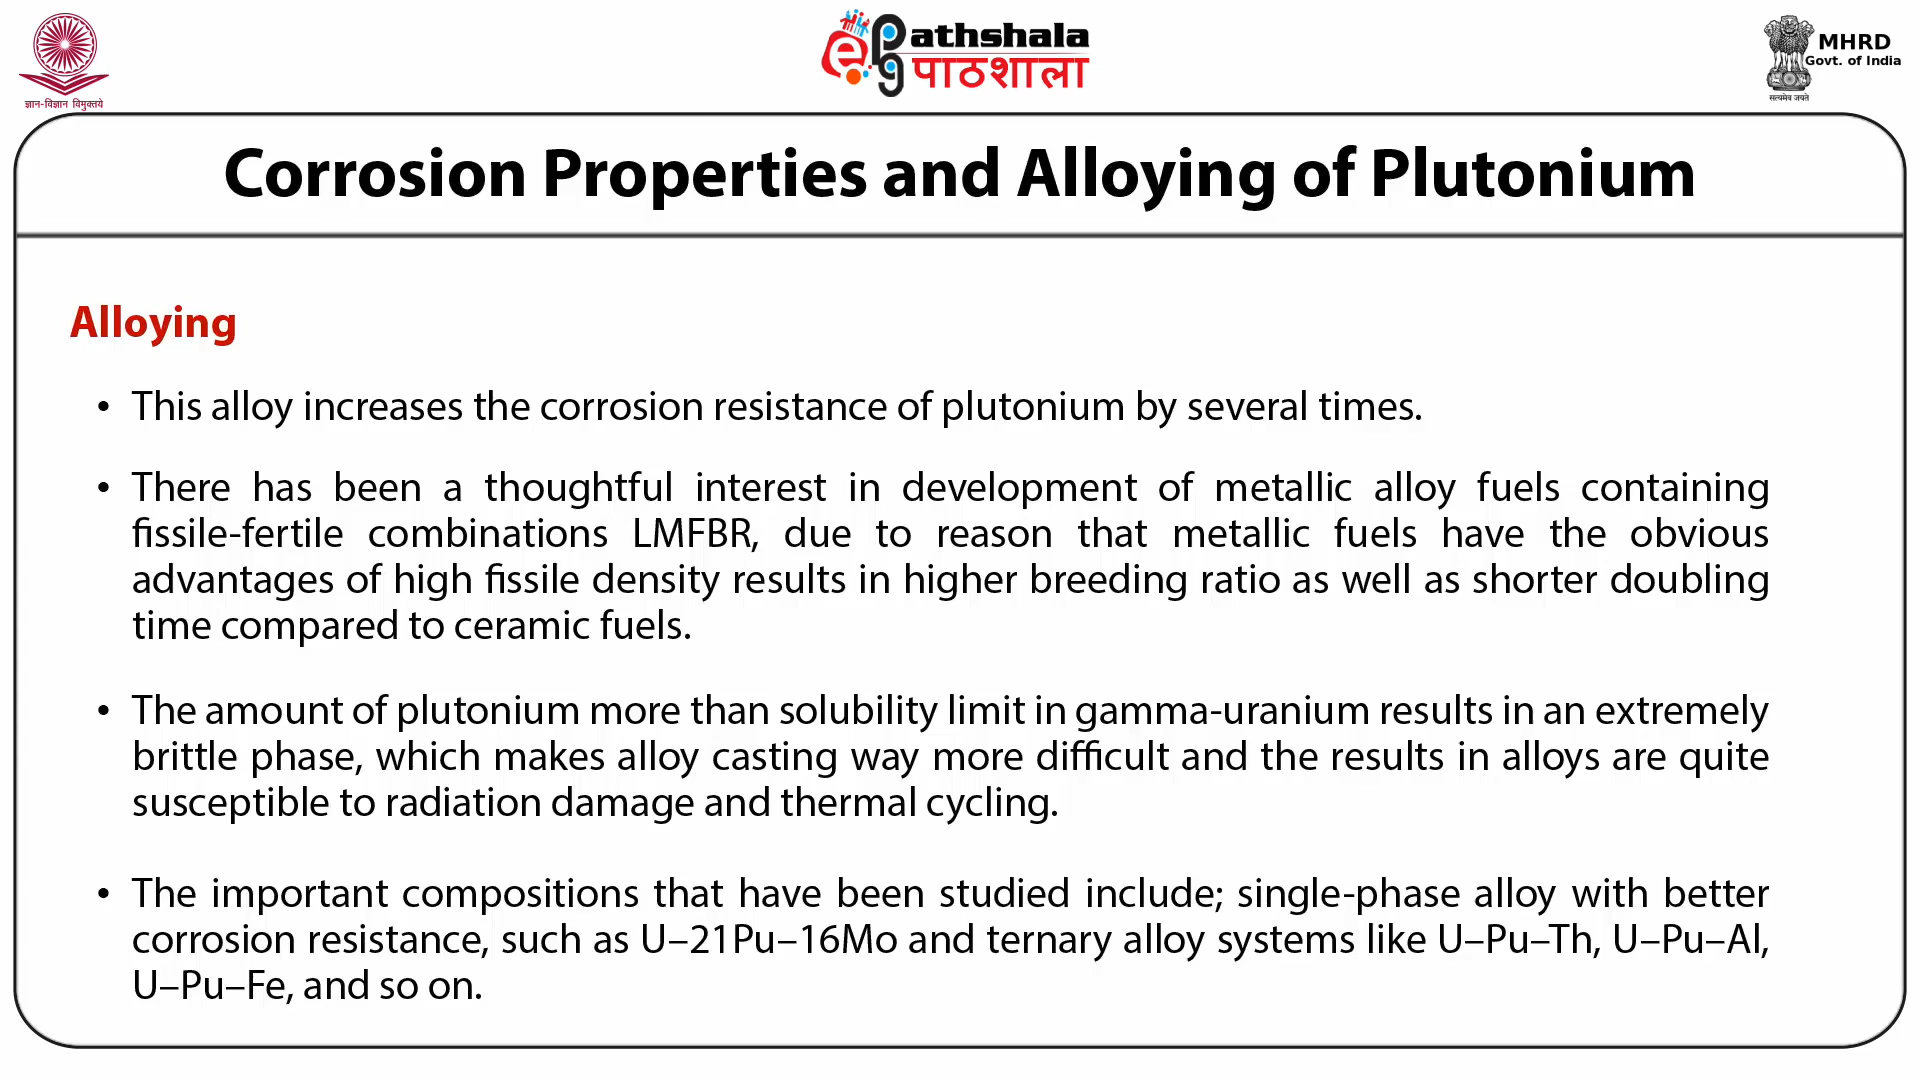 ज्ञान-विज्ञान विमुक्तये
ePathshala
पाठशाला
MHRD
Govt. of India
सत्यमेव जयते
Corrosion Properties and Alloying of Plutonium
Alloying
• This alloy increases the corrosion resistance of plutonium by several times.
• There has been a thoughtful interest in development of metallic alloy fuels containing
fissile-fertile combinations LMFBR, due to reason that metallic fuels have the obvious
advantages of high fissile density results in higher breeding ratio as well as shorter doubling
time compared to ceramic fuels.
• The amount of plutonium more than solubility limit in gamma-uranium results in an extremely
brittle phase, which makes alloy casting way more difficult and the results in alloys are quite
susceptible to radiation damage and thermal cycling.
• The important compositions that have been studied include; single-phase alloy with better
corrosion resistance, such as U–21Pu–16Mo and ternary alloy systems like U–Pu–Th, U–Pu–Al,
U–Pu–Fe, and so on.